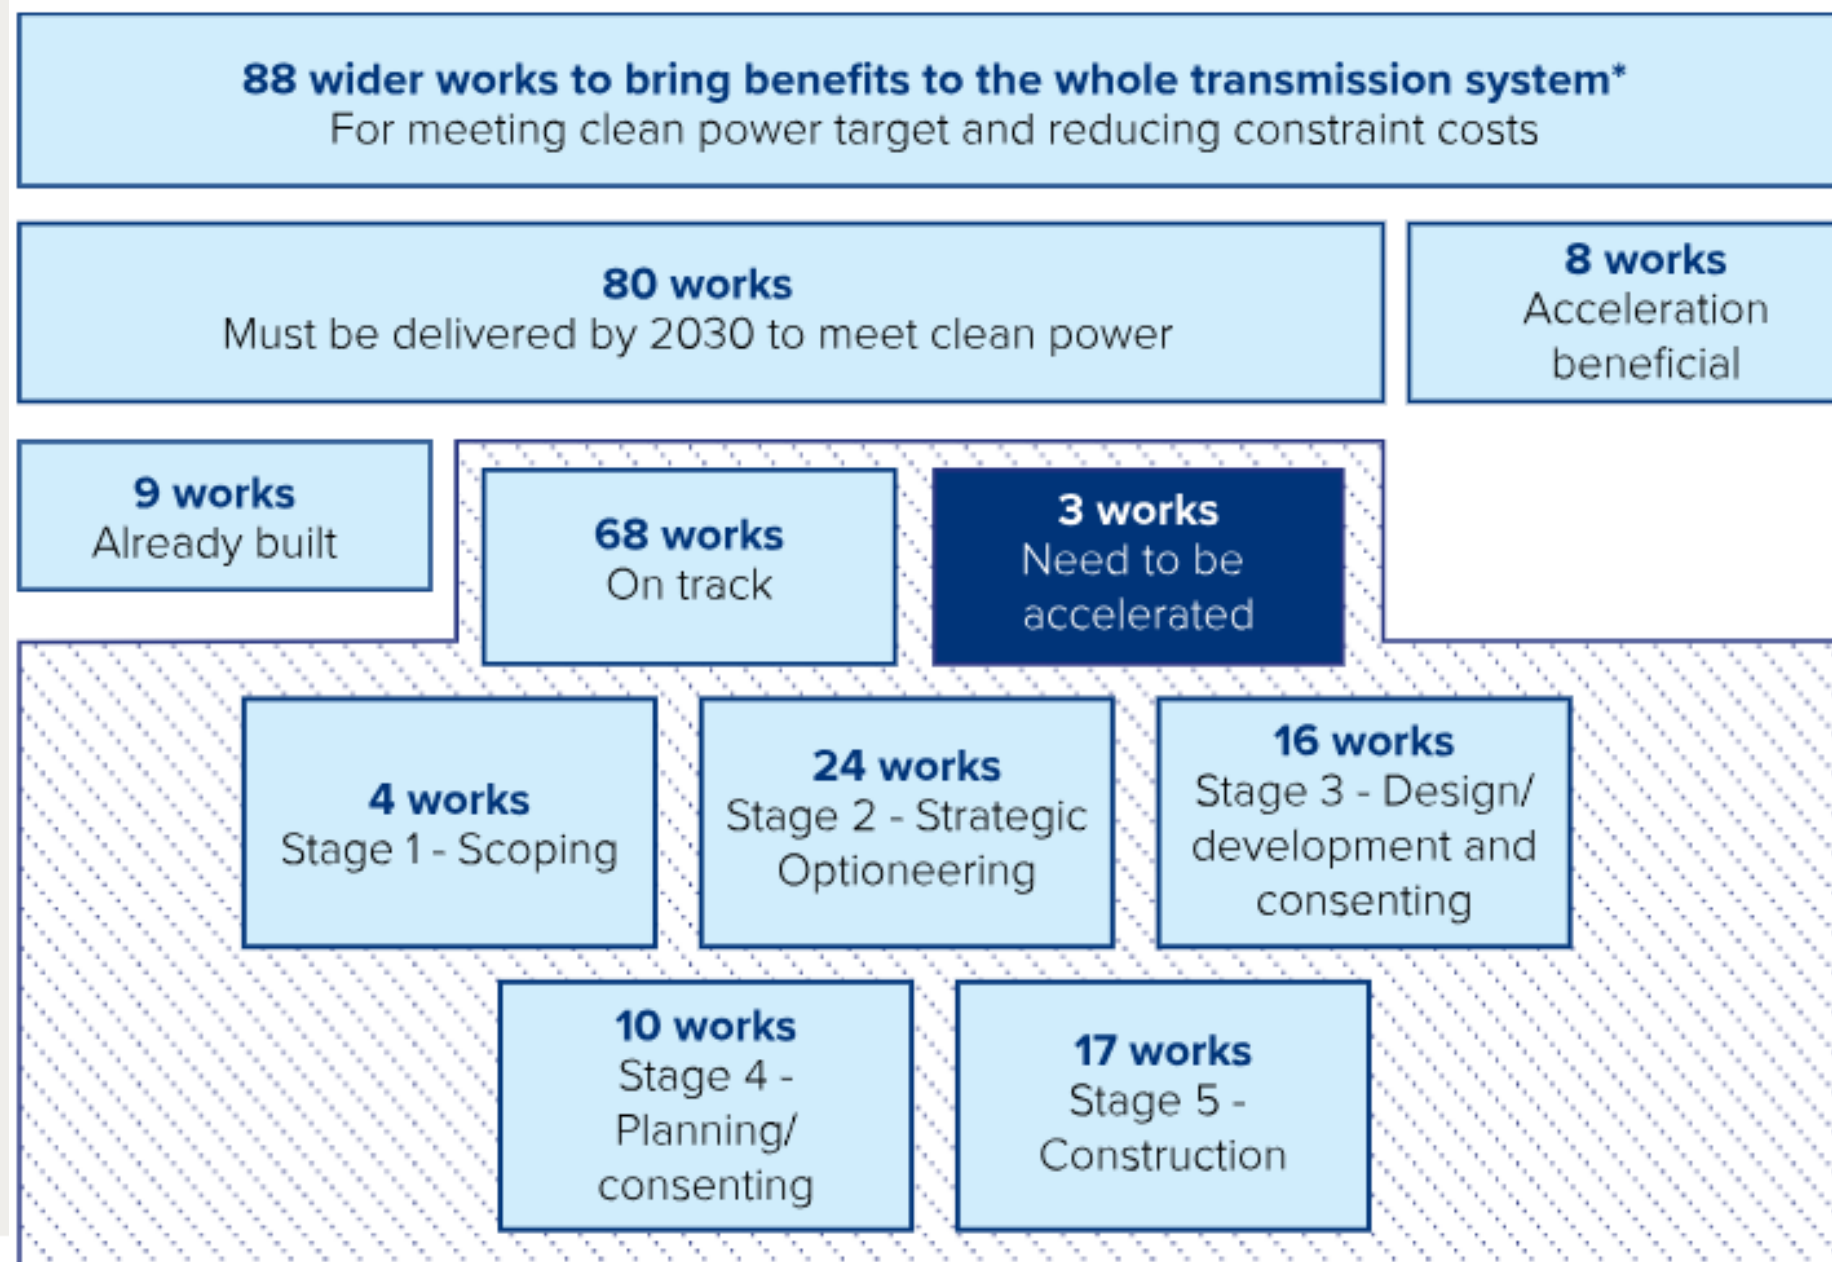 88 wider works to bring benefits to the whole transmission system*
For meeting clean power target and reducing constraint costs
80 works
Must be delivered by 2030 to meet clean power
8 works
Acceleration
beneficial
9 works
Already built
68 works
On track
3 works
Need to be
accelerated
4 works
Stage 1 - Scoping
24 works
Stage 2 - Strategic
Optioneering
16 works
Stage 3 - Design/
development and
consenting
10 works
Stage 4 -
Planning/
consenting
17 works
Stage 5 -
Construction